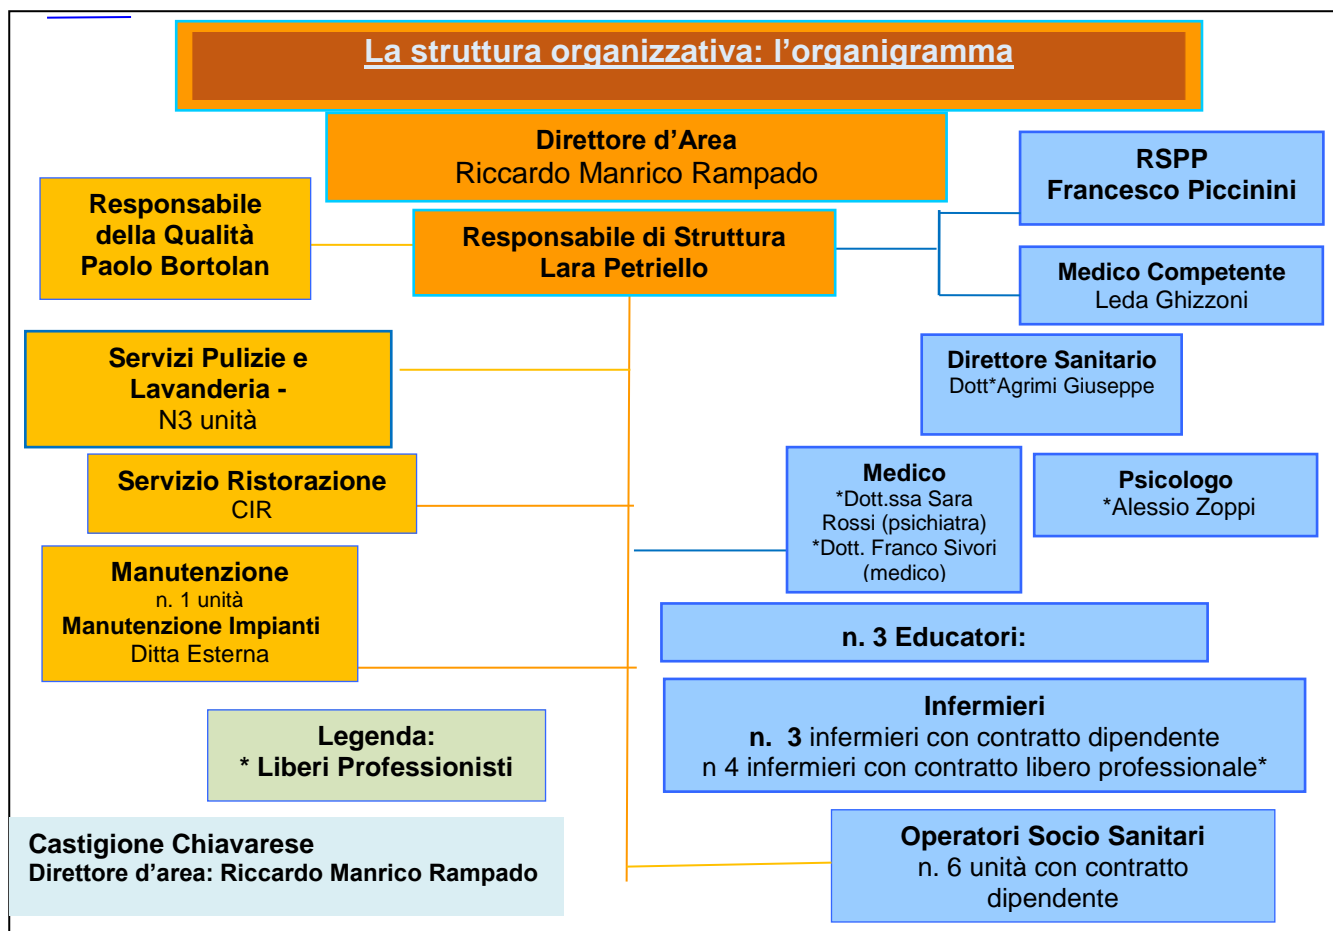 La struttura organizzativa: l’organigramma
Direttore d’Area
Riccardo Manrico Rampado
RSPP
Francesco Piccinini
Responsabile
della Qualità
Paolo Bortolan
Responsabile di Struttura
Lara Petriello
Medico Competente
Leda Ghizzoni
Servizi Pulizie e
Lavanderia -
N3 unità
Direttore Sanitario
Dott*Agrimi Giuseppe
Servizio Ristorazione
CIR
Medico
*Dott.ssa Sara
Rossi (psichiatra)
*Dott. Franco Sivori
(medico)
Psicologo
*Alessio Zoppi
Manutenzione
n. 1 unità
Manutenzione Impianti
Ditta Esterna
n. 3 Educatori:
Infermieri
n. 3 infermieri con contratto dipendente
n 4 infermieri con contratto libero professionale*
Legenda:
* Liberi Professionisti
Castigione Chiavarese
Direttore d’area: Riccardo Manrico Rampado
Operatori Socio Sanitari
n. 6 unità con contratto
dipendente